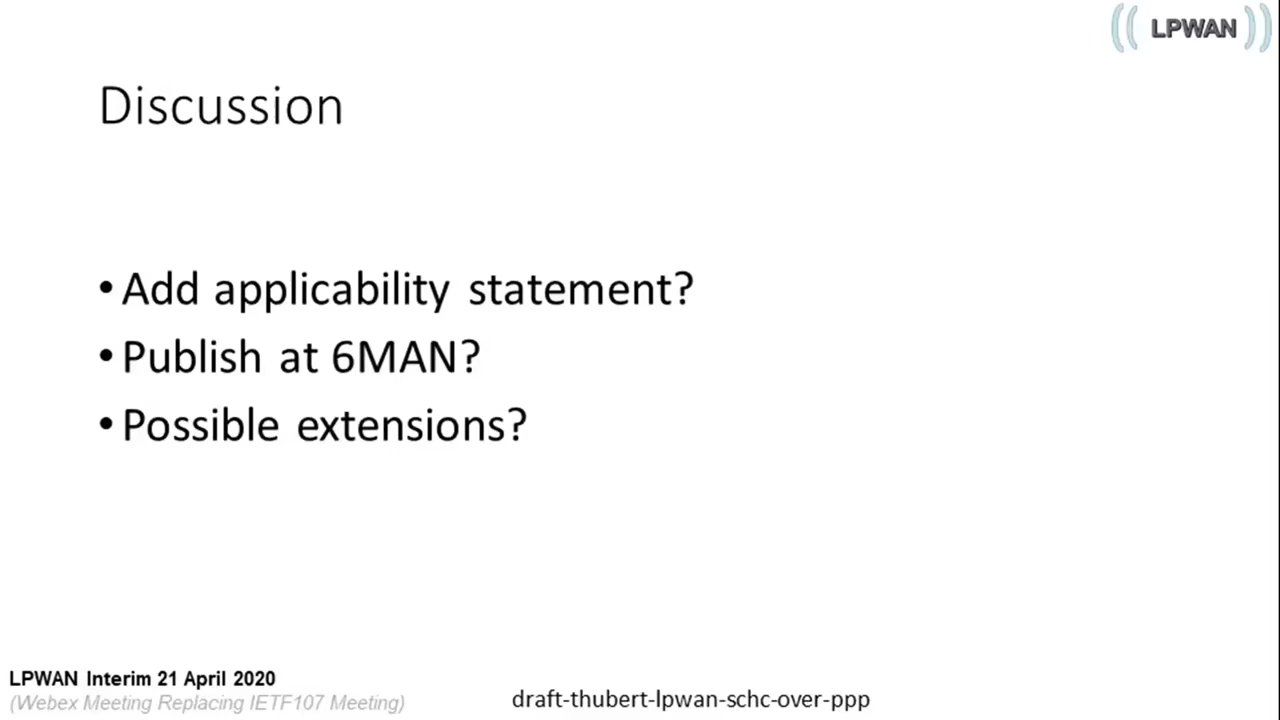 LPWAN
Discussion
• Add applicability statement?
• Publish at 6MAN?
• Possible extensions?
LPWAN Interim 21 April 2020
(Webex Meeting Replacing IETF107 Meeting)
draft-thubert-lpwan-schc-over-ppp